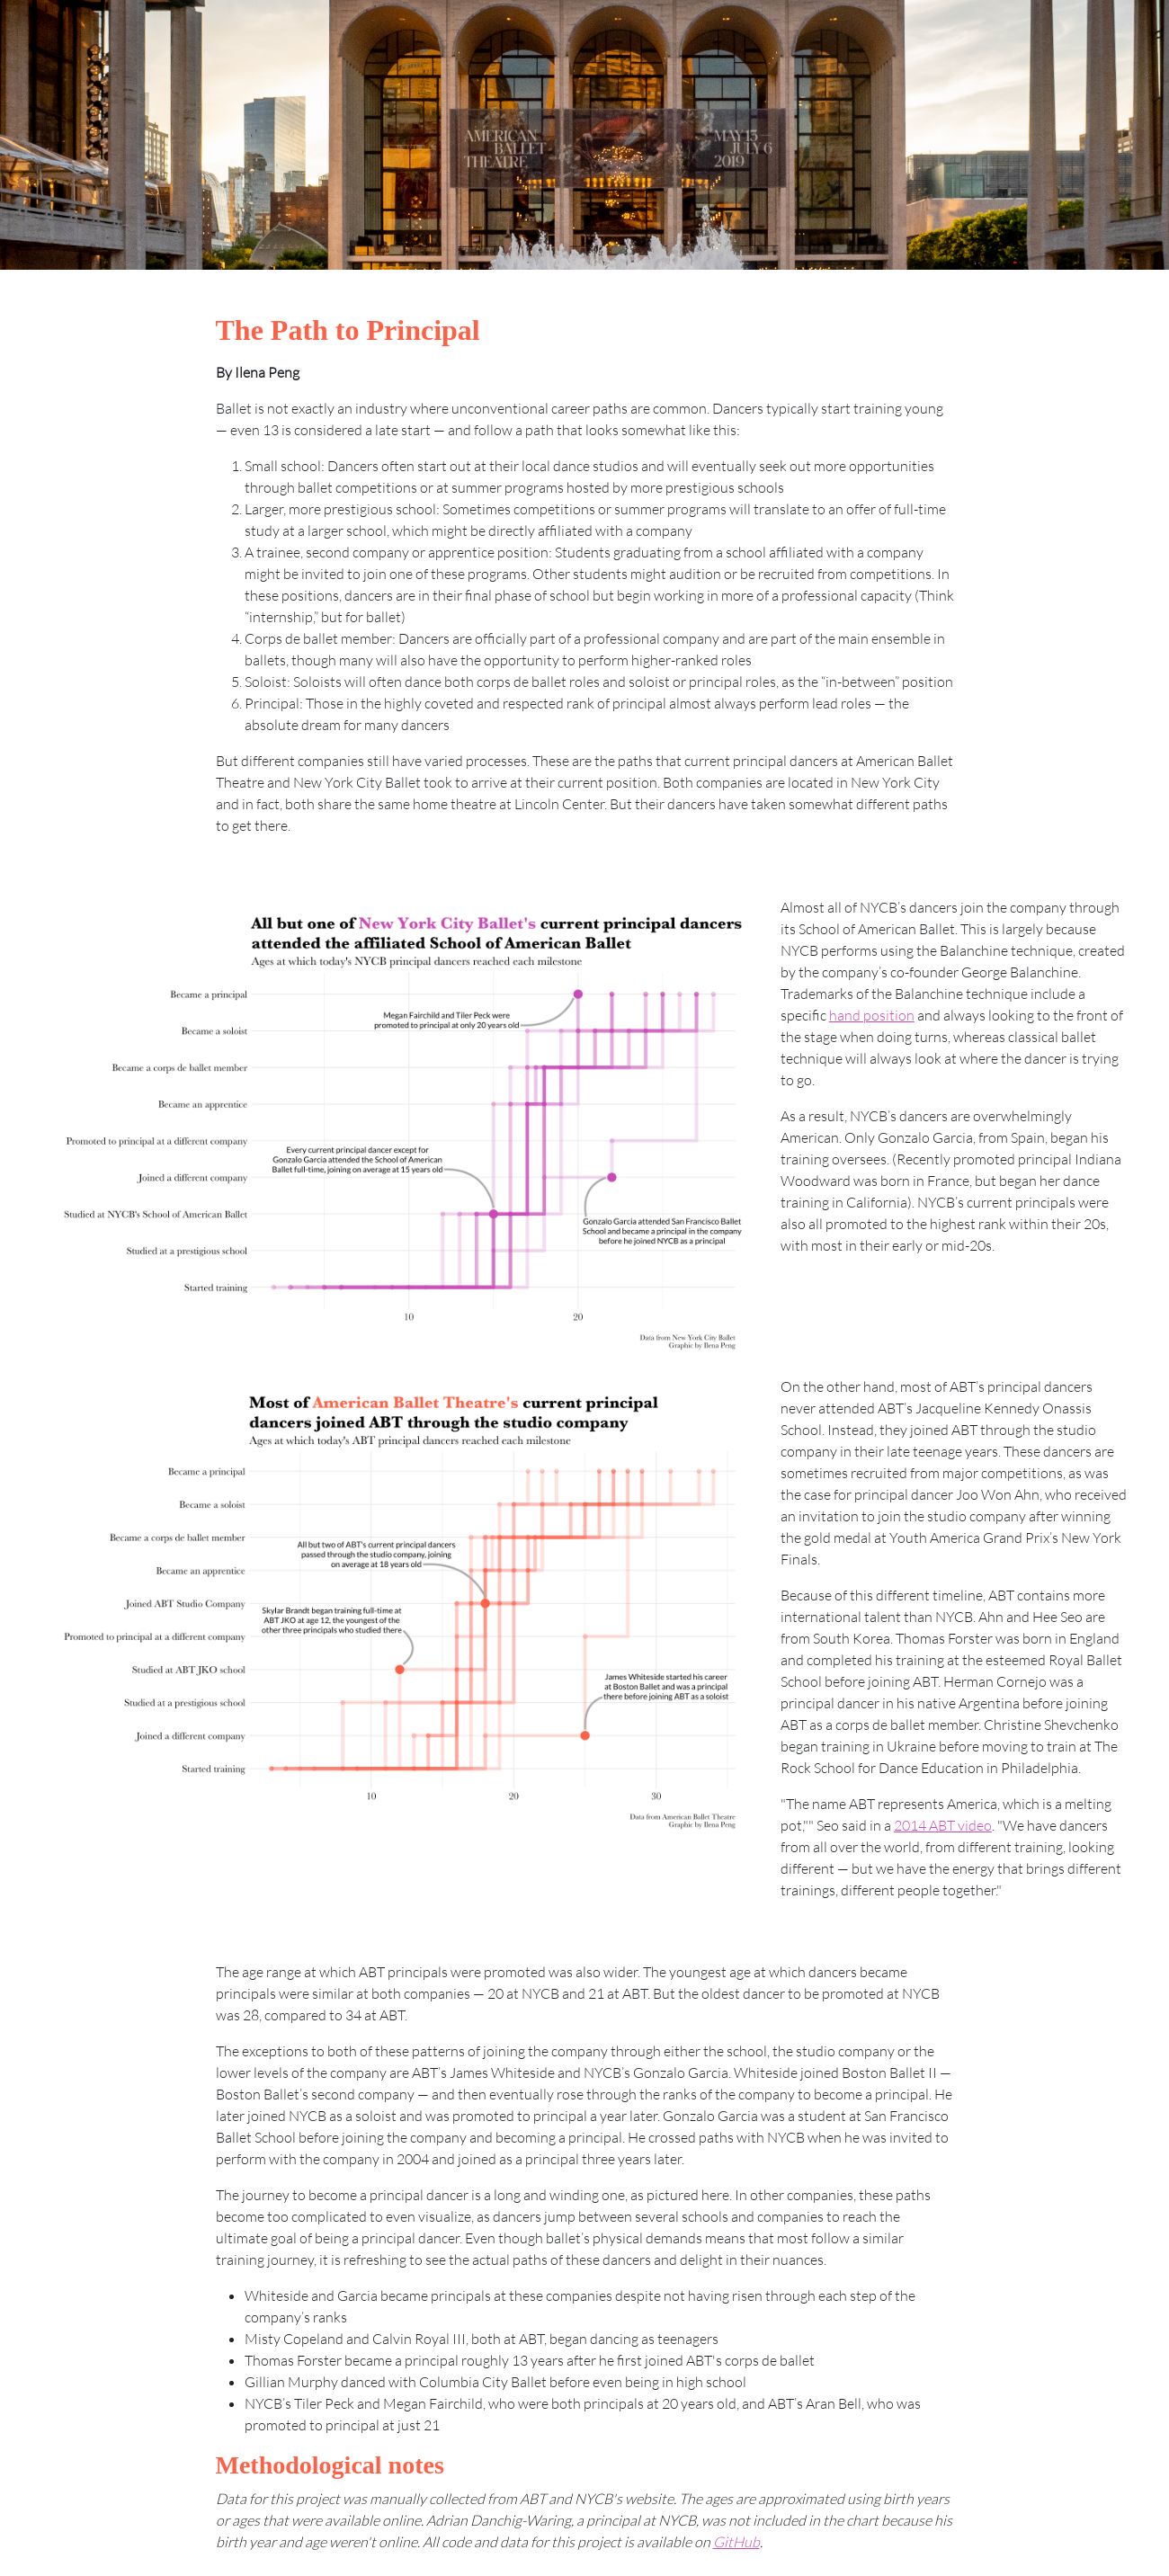 AMERICAN
BALLET
THEATRE
MAY 13 —
JULY 6
2019
The Path to Principal
By Ilena Peng
Ballet is not exactly an industry where unconventional career paths are common. Dancers typically start training young
— even 13 is considered a late start — and follow a path that looks somewhat like this:
1. Small school: Dancers often start out at their local dance studios and will eventually seek out more opportunities
through ballet competitions or at summer programs hosted by more prestigious schools
2. Larger, more prestigious school: Sometimes competitions or summer programs will translate to an offer of full-time
study at a larger school, which might be directly affiliated with a company
3. A trainee, second company or apprentice position: Students graduating from a school affiliated with a company
might be invited to join one of these programs. Other students might audition or be recruited from competitions. In
these positions, dancers are in their final phase of school but begin working in more of a professional capacity (Think
“internship,” but for ballet)
4. Corps de ballet member: Dancers are officially part of a professional company and are part of the main ensemble in
ballets, though many will also have the opportunity to perform higher-ranked roles
5. Soloist: Soloists will often dance both corps de ballet roles and soloist or principal roles, as the “in-between” position
6. Principal: Those in the highly coveted and respected rank of principal almost always perform lead roles — the
absolute dream for many dancers
But different companies still have varied processes. These are the paths that current principal dancers at American Ballet
Theatre and New York City Ballet took to arrive at their current position. Both companies are located in New York City
and in fact, both share the same home theatre at Lincoln Center. But their dancers have taken somewhat different paths
to get there.
All but one of New York City Ballet's current principal dancers
attended the affiliated School of American Ballet
Ages at which today's NYCB principal dancers reached each milestone
Became a principal
Megan Fairchild and Tiler Peck were
promoted to principal at only 20 years old
Became a soloist
Became a corps de ballet member
Became an apprentice
Promoted to principal at a different company
Every current principal dancer except for
Gonzalo Garcia attended the School of American
Ballet full-time, joining on average at 15 years old
Joined a different company
Studied at NYCB's School of American Ballet
Gonzalo Garcia attended San Francisco Ballet
School and became a principal in the company
before he joined NYCB as a principal
Studied at a prestigious school
Started training
10
20
Data from New York City Ballet
Graphic by Ilena Peng
Almost all of NYCB’s dancers join the company through
its School of American Ballet. This is largely because
NYCB performs using the Balanchine technique, created
by the company’s co-founder George Balanchine.
Trademarks of the Balanchine technique include a
specific hand position and always looking to the front of
the stage when doing turns, whereas classical ballet
technique will always look at where the dancer is trying
to go.
As a result, NYCB’s dancers are overwhelmingly
American. Only Gonzalo Garcia, from Spain, began his
training oversees. (Recently promoted principal Indiana
Woodward was born in France, but began her dance
training in California). NYCB’s current principals were
also all promoted to the highest rank within their 20s,
with most in their early or mid-20s.
Most of American Ballet Theatre's current principal
dancers joined ABT through the studio company
Ages at which today's ABT principal dancers reached each milestone
Became a principal
Became a soloist
Became a corps de ballet member
All but two of ABT's current principal dancers
passed through the studio company, joining
on average at 18 years old
Became an apprentice
Joined ABT Studio Company
Skylar Brandt began training full-time at
ABT JKO at age 12, the youngest of the
other three principals who studied there
Promoted to principal at a different company
Studied at ABT JKO school
James Whiteside started his career
at Boston Ballet and was a principal
there before joining ABT as a soloist
Studied at a prestigious school
Joined a different company
Started training
10
20
30
Data from American Ballet Theatre
Graphic by Ilena Peng
On the other hand, most of ABT’s principal dancers
never attended ABT’s Jacqueline Kennedy Onassis
School. Instead, they joined ABT through the studio
company in their late teenage years. These dancers are
sometimes recruited from major competitions, as was
the case for principal dancer Joo Won Ahn, who received
an invitation to join the studio company after winning
the gold medal at Youth America Grand Prix’s New York
Finals.
Because of this different timeline, ABT contains more
international talent than NYCB. Ahn and Hee Seo are
from South Korea. Thomas Forster was born in England
and completed his training at the esteemed Royal Ballet
School before joining ABT. Herman Cornejo was a
principal dancer in his native Argentina before joining
ABT as a corps de ballet member. Christine Shevchenko
began training in Ukraine before moving to train at The
Rock School for Dance Education in Philadelphia.
"The name ABT represents America, which is a melting
pot,"" Seo said in a 2014 ABT video. "We have dancers
from all over the world, from different training, looking
different — but we have the energy that brings different
trainings, different people together."
The age range at which ABT principals were promoted was also wider. The youngest age at which dancers became
principals were similar at both companies — 20 at NYCB and 21 at ABT. But the oldest dancer to be promoted at NYCB
was 28, compared to 34 at ABT.
The exceptions to both of these patterns of joining the company through either the school, the studio company or the
lower levels of the company are ABT’s James Whiteside and NYCB’s Gonzalo Garcia. Whiteside joined Boston Ballet II —
Boston Ballet’s second company — and then eventually rose through the ranks of the company to become a principal. He
later joined NYCB as a soloist and was promoted to principal a year later. Gonzalo Garcia was a student at San Francisco
Ballet School before joining the company and becoming a principal. He crossed paths with NYCB when he was invited to
perform with the company in 2004 and joined as a principal three years later.
The journey to become a principal dancer is a long and winding one, as pictured here. In other companies, these paths
become too complicated to even visualize, as dancers jump between several schools and companies to reach the
ultimate goal of being a principal dancer. Even though ballet’s physical demands means that most follow a similar
training journey, it is refreshing to see the actual paths of these dancers and delight in their nuances.
• Whiteside and Garcia became principals at these companies despite not having risen through each step of the
company’s ranks
• Misty Copeland and Calvin Royal III, both at ABT, began dancing as teenagers
• Thomas Forster became a principal roughly 13 years after he first joined ABT's corps de ballet
• Gillian Murphy danced with Columbia City Ballet before even being in high school
• NYCB’s Tiler Peck and Megan Fairchild, who were both principals at 20 years old, and ABT’s Aran Bell, who was
promoted to principal at just 21
Methodological notes
Data for this project was manually collected from ABT and NYCB's website. The ages are approximated using birth years
or ages that were available online. Adrian Danchig-Waring, a principal at NYCB, was not included in the chart because his
birth year and age weren't online. All code and data for this project is available on GitHub.